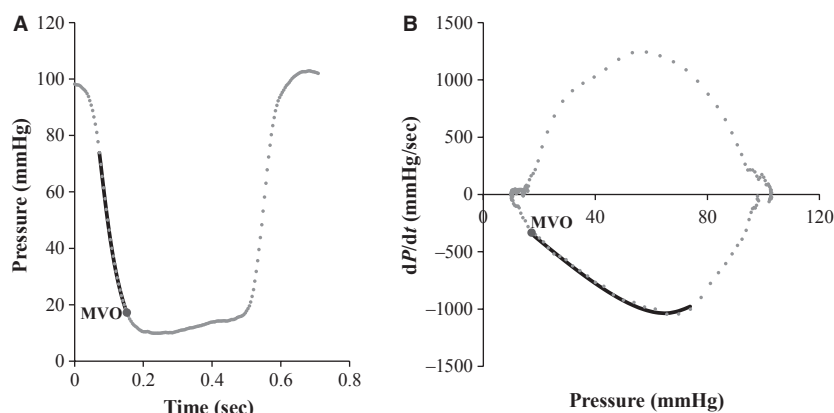 A
120
100
80
60
40
20
0
0
0.2
0.4
0.6
0.8
Pressure (mmHg)
Time (sec)
MVO
B
1500
1000
500
0
−500
−1000
−1500
0
40
80
120
dP/dt (mmHg/sec)
Pressure (mmHg)
MVO